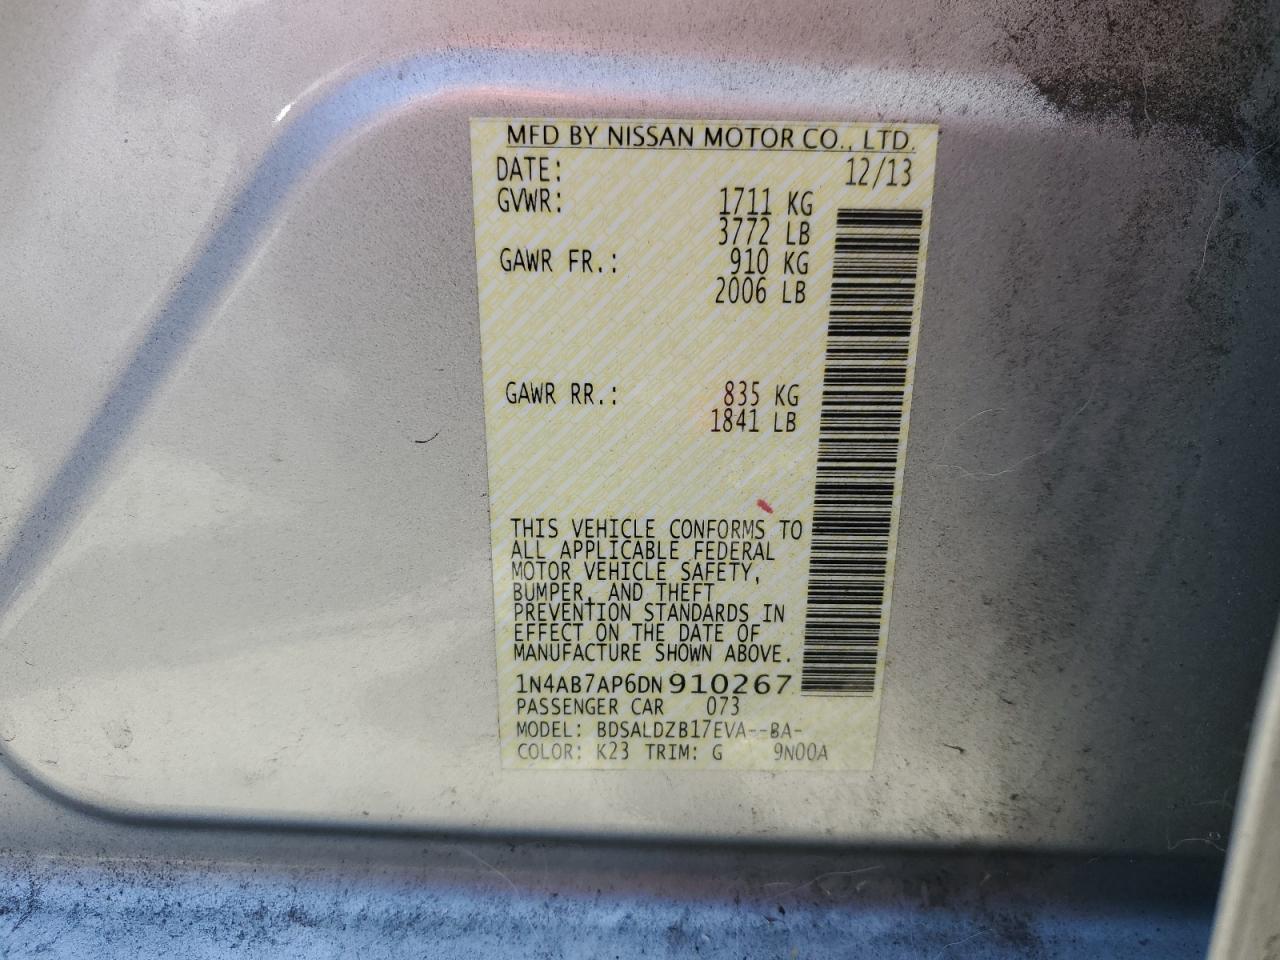 MFD BY NISSAN MOTOR CO., LTD.
DATE: 12/13
GVWR: 1711 KG
3772 LB
GAWR FR.: 910 KG
2006 LB
GAWR RR.: 835 KG
1841 LB
THIS VEHICLE CONFORMS TO
ALL APPLICABLE FEDERAL
MOTOR VEHICLE SAFETY,
BUMPER, AND THEFT
PREVENTION STANDARDS IN
EFFECT ON THE DATE OF
MANUFACTURE SHOWN ABOVE.
1N4AB7AP6DN910267
PASSENGER CAR 073
MODEL: BDSALDZB17EVA--BA-
COLOR: K23 TRIM: G 9N00A